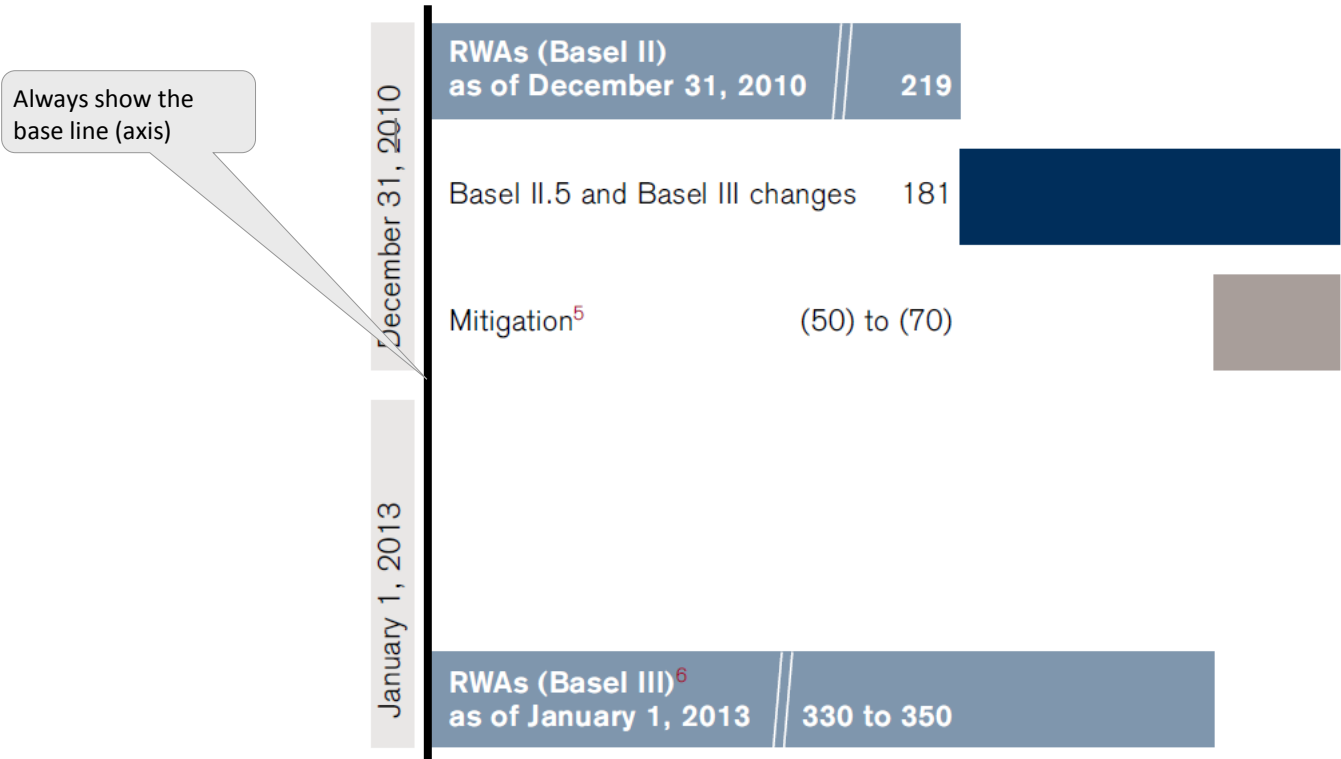 Always show the
base line (axis)
December 31, 2010
RWAs (Basel II)
as of December 31, 2010 219
Basel II.5 and Basel III changes 181
Mitigation5 (50) to (70)
January 1, 2013
RWAs (Basel III)6
as of January 1, 2013 330 to 350